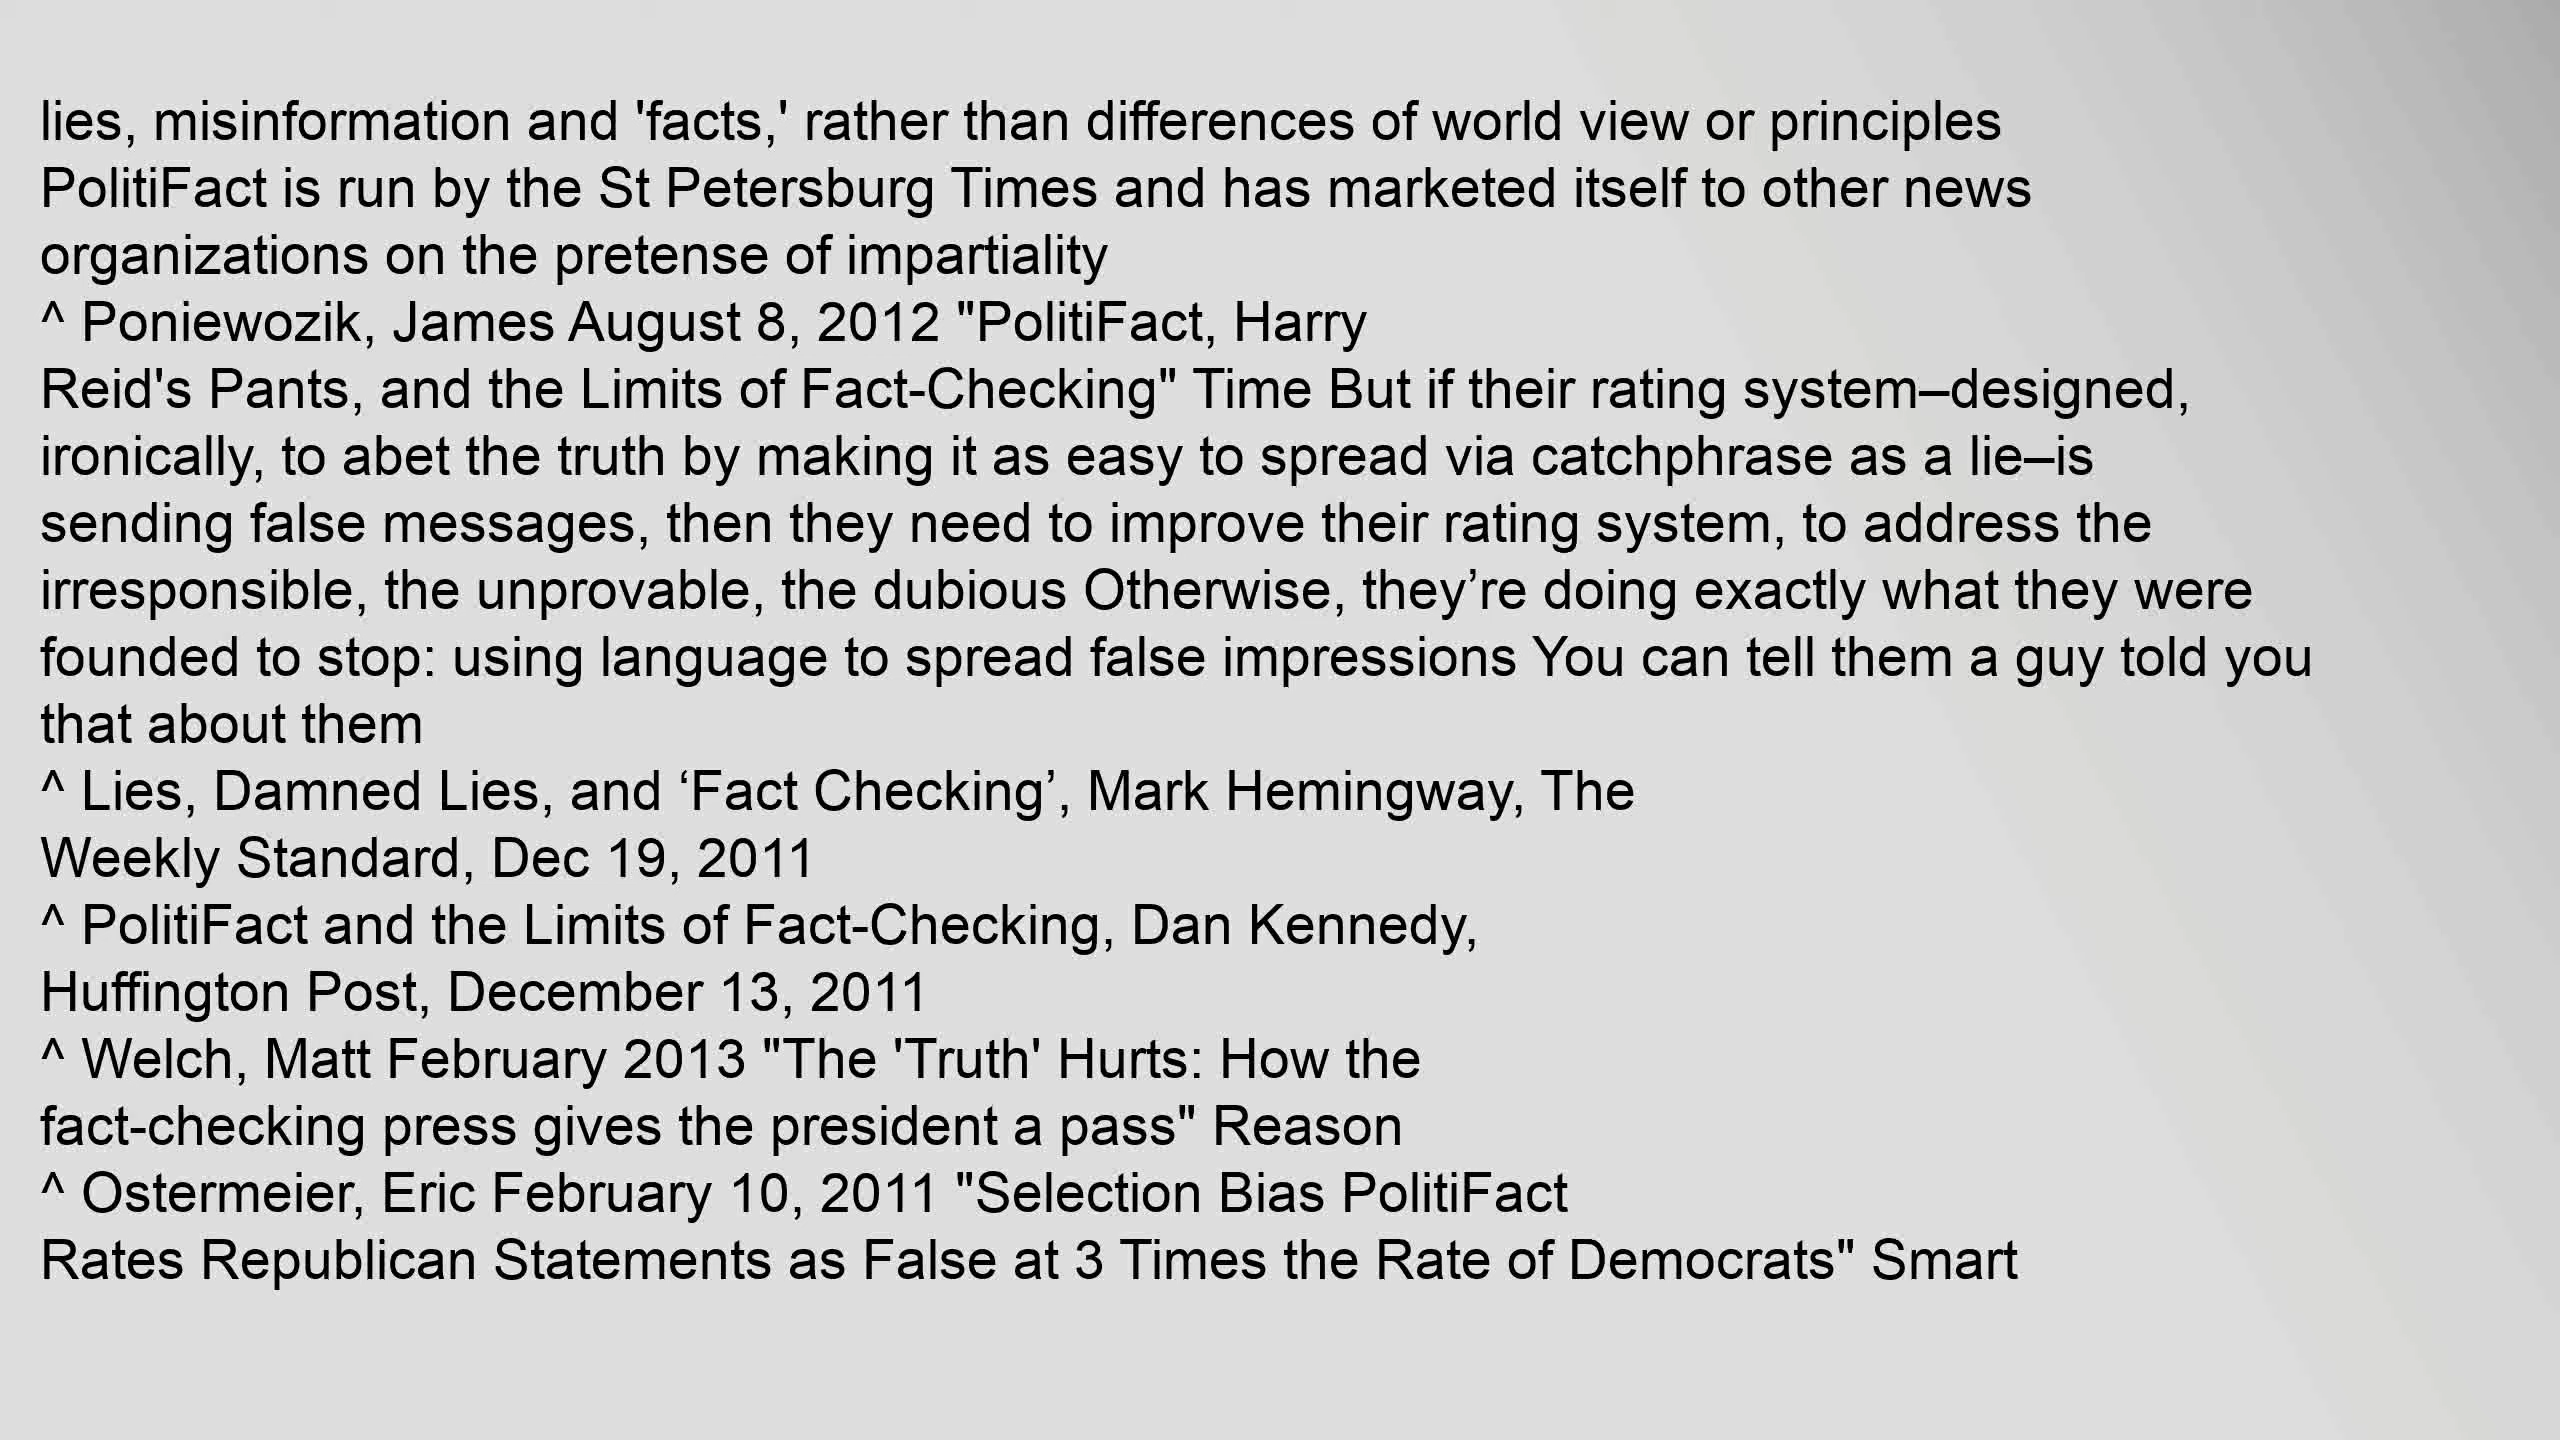 lies, misinformation and 'facts,' rather than differences of world view or principles
PolitiFact is run by the St Petersburg Times and has marketed itself to other news
organizations on the pretense of impartiality
^ Poniewozik, James August 8, 2012 "PolitiFact, Harry
Reid's Pants, and the Limits of Fact-Checking" Time But if their rating system–designed,
ironically, to abet the truth by making it as easy to spread via catchphrase as a lie–is
sending false messages, then they need to improve their rating system, to address the
irresponsible, the unprovable, the dubious Otherwise, they’re doing exactly what they were
founded to stop: using language to spread false impressions You can tell them a guy told you
that about them
^ Lies, Damned Lies, and ‘Fact Checking’, Mark Hemingway, The
Weekly Standard, Dec 19, 2011
^ PolitiFact and the Limits of Fact-Checking, Dan Kennedy,
Huffington Post, December 13, 2011
^ Welch, Matt February 2013 "The 'Truth' Hurts: How the
fact-checking press gives the president a pass" Reason
^ Ostermeier, Eric February 10, 2011 "Selection Bias PolitiFact
Rates Republican Statements as False at 3 Times the Rate of Democrats" Smart